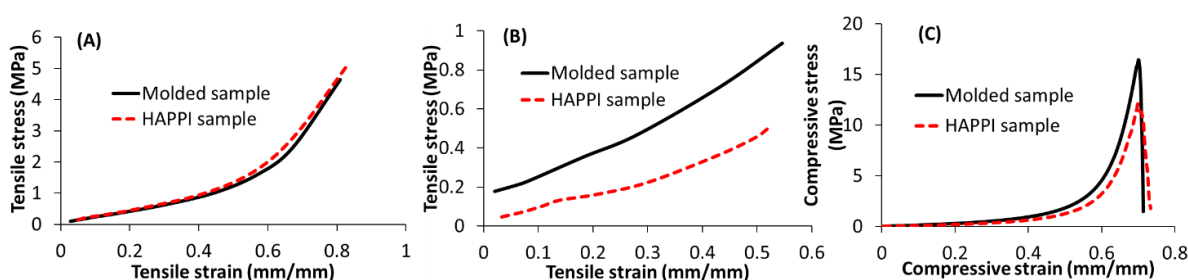 (A)
Tensile stress (MPa)
6
5
4
3
2
1
0
Molded sample
HAPPI sample
0 0.2 0.4 0.6 0.8 1
Tensile strain (mm/mm)
(B)
Tensile stress (MPa)
1
0.8
0.6
0.4
0.2
0
Molded sample
HAPPI sample
0 0.1 0.2 0.3 0.4 0.5 0.6
Tensile strain (mm/mm)
(C)
Compressive stress
(MPa)
20
15
10
5
0
Molded sample
HAPPI sample
0 0.2 0.4 0.6 0.8
Compressive strain (mm/mm)